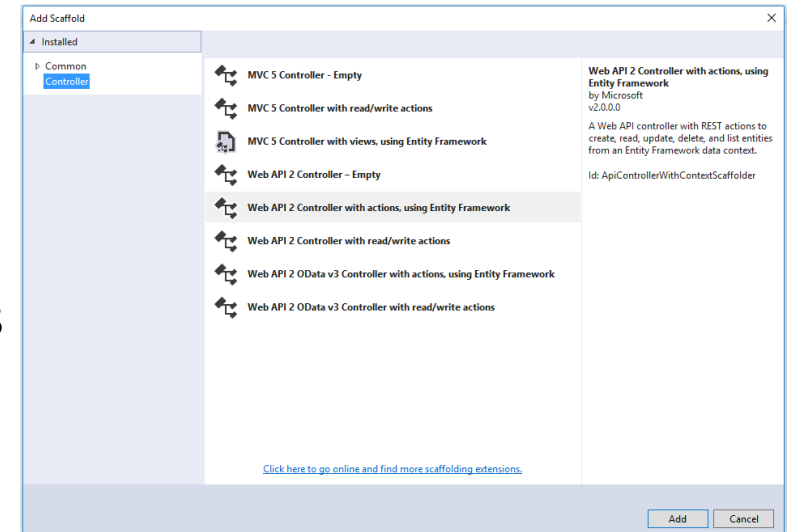 Add Scaffold
Installed
Common
Controller
MVC 5 Controller - Empty
MVC 5 Controller with read/write actions
MVC 5 Controller with views, using Entity Framework
Web API 2 Controller – Empty
Web API 2 Controller with actions, using Entity Framework
Web API 2 Controller with read/write actions
Web API 2 OData v3 Controller with actions, using Entity Framework
Web API 2 OData v3 Controller with read/write actions
Click here to go online and find more scaffolding extensions.
Web API 2 Controller with actions, using
Entity Framework
by Microsoft
v2.0.0.0
A Web API controller with REST actions to
create, read, update, delete, and list entities
from an Entity Framework data context.
Id: ApiControllerWithContextScaffolder
Add Cancel